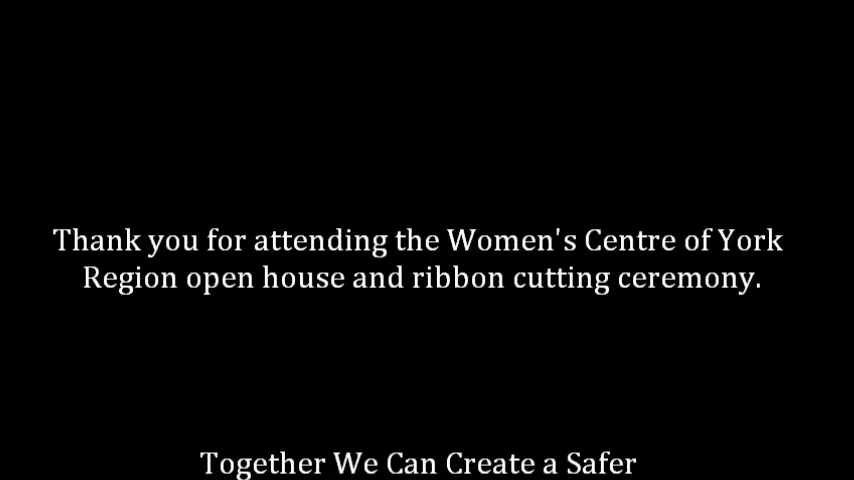 Thank you for attending the Women's Centre of York
Region open house and ribbon cutting ceremony.
Together We Can Create a Safer